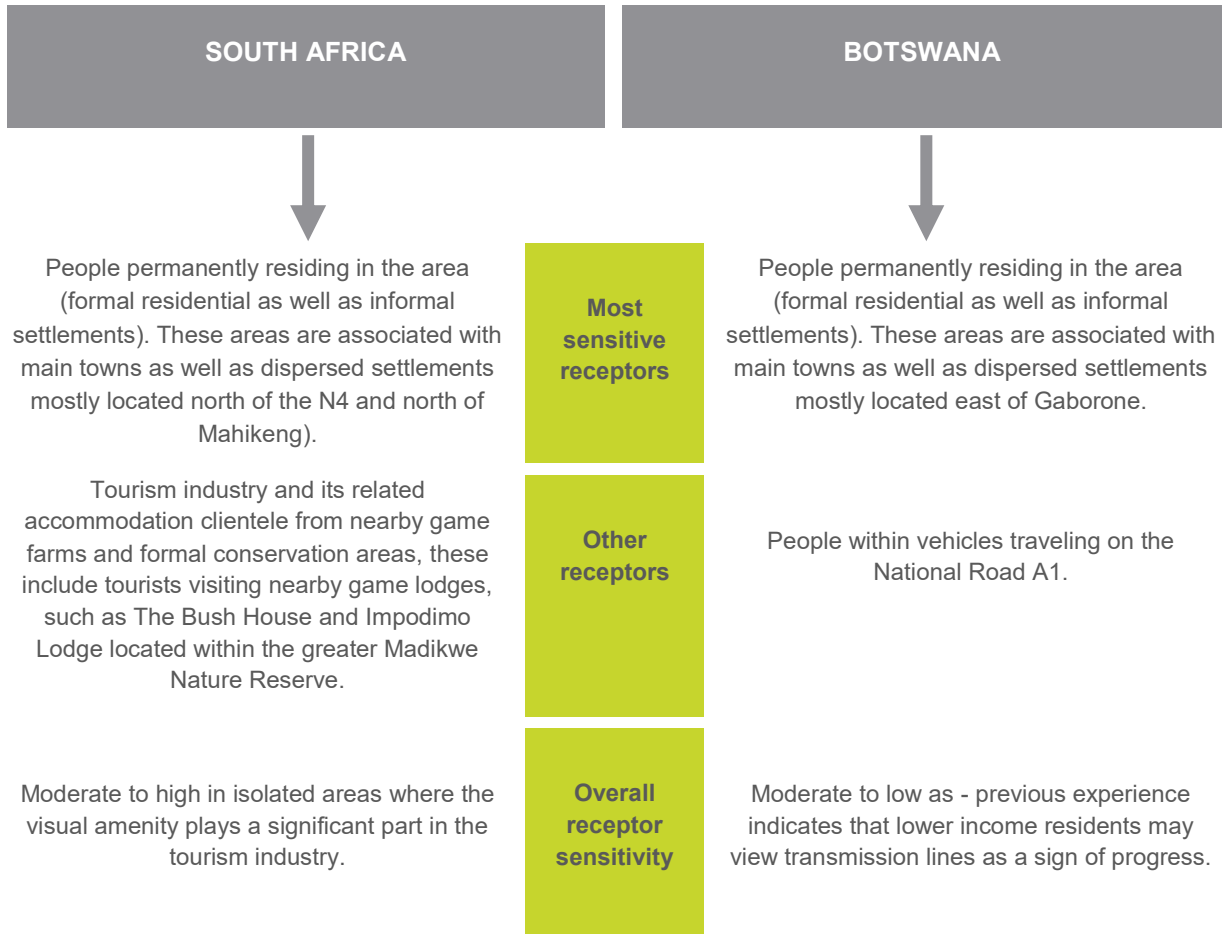 SOUTH AFRICA
BOTSWANA
People permanently residing in the area
(formal residential as well as informal
settlements). These areas are associated with
main towns as well as dispersed settlements
mostly located north of the N4 and north of
Mahikeng).
Most
sensitive
receptors
People permanently residing in the area
(formal residential as well as informal
settlements). These areas are associated with
main towns as well as dispersed settlements
mostly located east of Gaborone.
Tourism industry and its related
accommodation clientele from nearby game
farms and formal conservation areas, these
include tourists visiting nearby game lodges,
such as The Bush House and Impodimo
Lodge located within the greater Madikwe
Nature Reserve.
Other
receptors
People within vehicles traveling on the
National Road A1.
Moderate to high in isolated areas where the
visual amenity plays a significant part in the
tourism industry.
Overall
receptor
sensitivity
Moderate to low as - previous experience
indicates that lower income residents may
view transmission lines as a sign of progress.